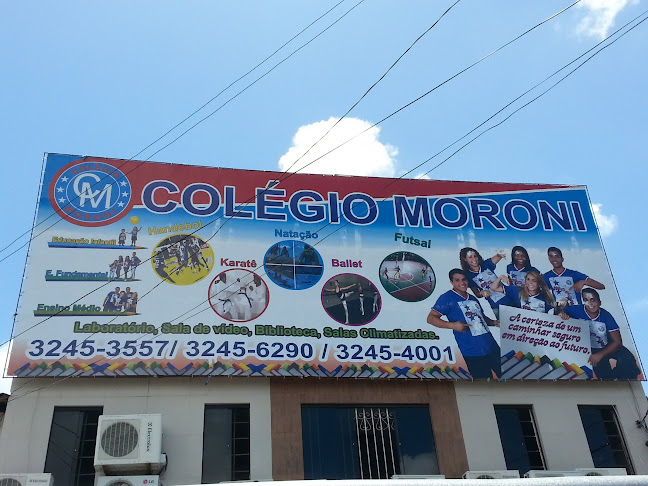 CM
COLÉGIO MORONI
Handebol
Natação
Futsal
Karatê
Ballet
Educação Infantil
E. Fundamental
Ensino Médio
Laboratório, Sala de vídeo, Biblioteca, Salas Climatizadas.
3245-3557/ 3245-6290 / 3245-4001
A certeza de um
caminhar seguro
em direção ao futuro.
Electrolux
LG